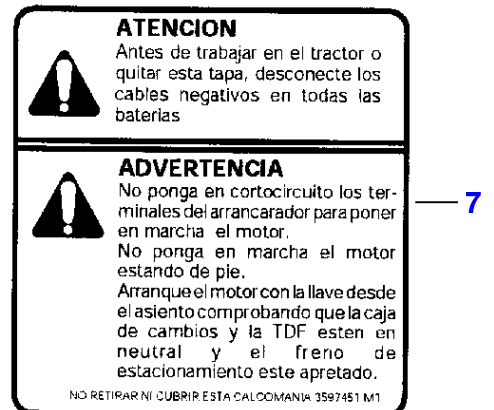 ATENCION
Antes de trabajar en el tractor o
quitar esta tapa, desconecte los
cables negativos en todas las
baterias
ADVERTENCIA
No ponga en cortocircuito los ter-
minales del arrancarador para poner
en marcha el motor.
No ponga en marcha el motor
estando de pie.
Arranque el motor con la llave desde
el asiento comprobando que la caja
de cambios y la TDF esten en
neutral y el freno de
estacionamiento este apretado.
NO RETIRAR NI CUBRIR ESTA CALCOMANIA 3597451 M1
7